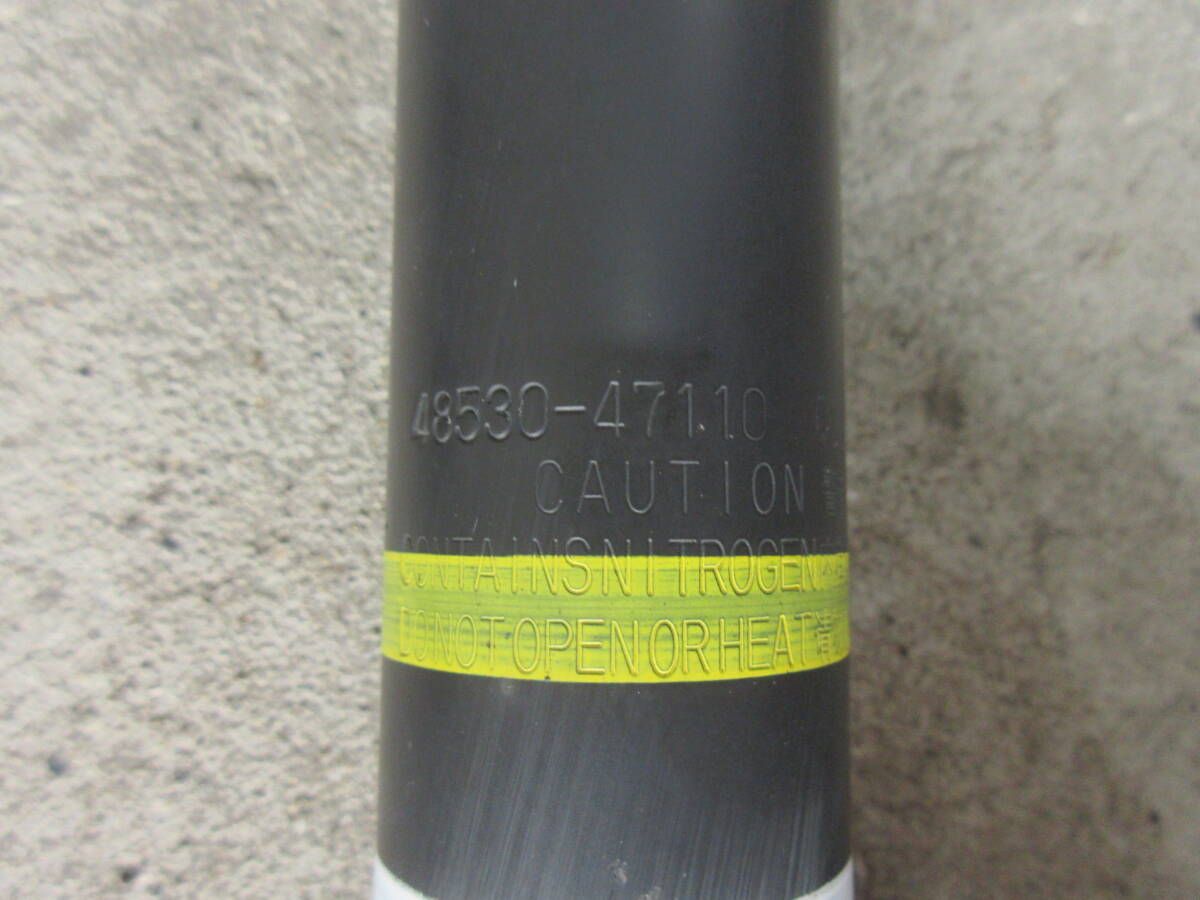 48530-47110
CAUTION
CONTAINS NITROGEN
DO NOT OPEN OR HEAT